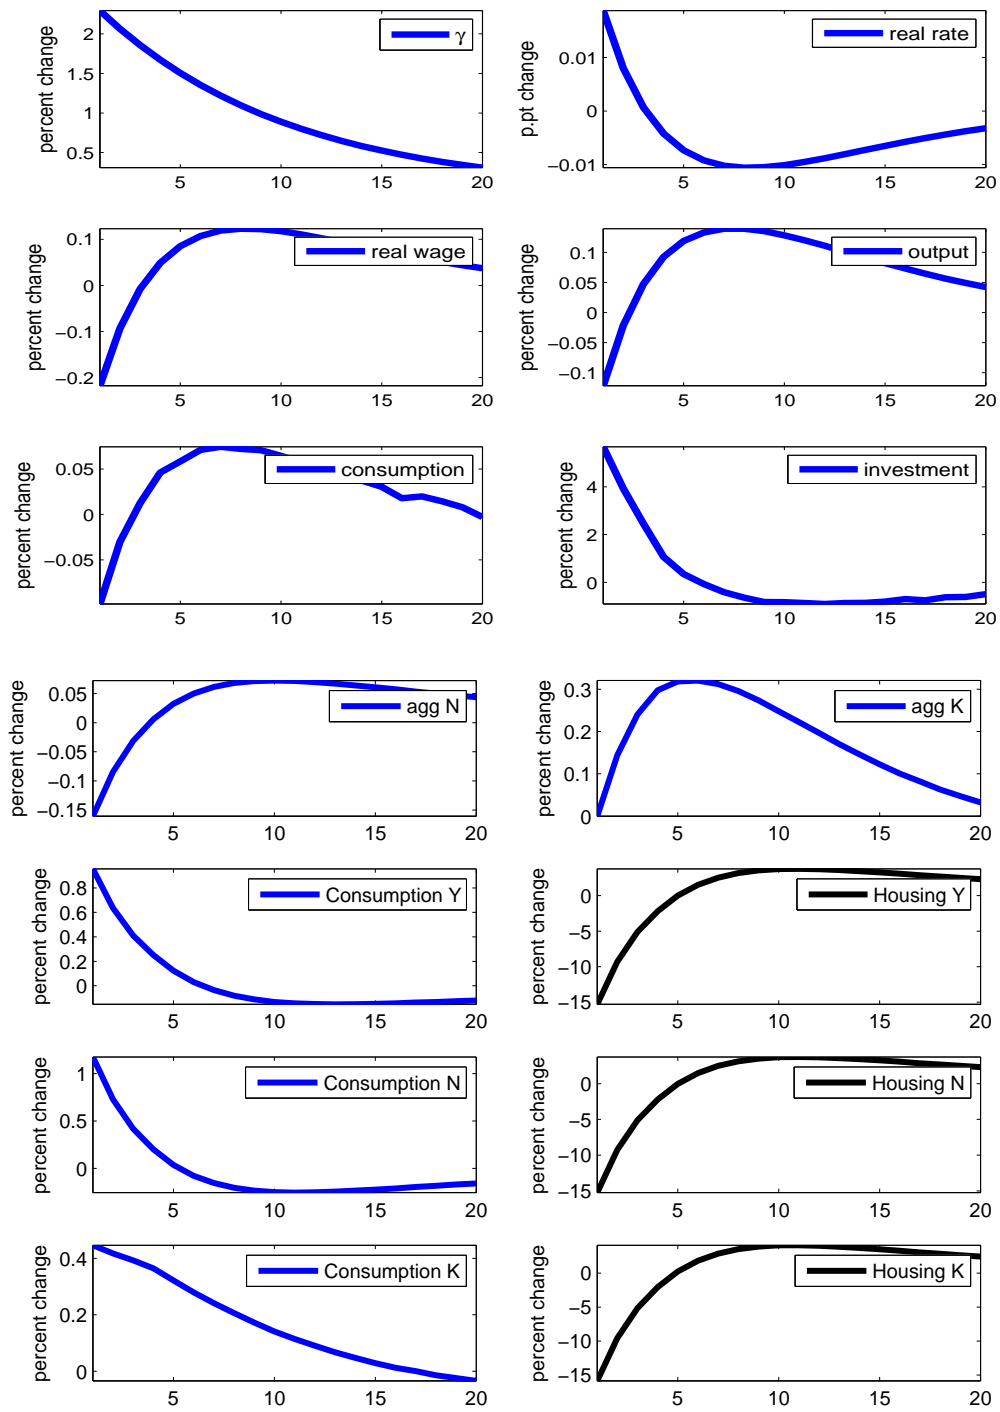 percent change
2
1.5
1
0.5
5 10 15 20
γ
p.pt change
0.01
0
−0.01
5 10 15 20
real rate
percent change
0.1
0
−0.1
−0.2
5 10 15 20
real wage
percent change
0.1
0.05
0
−0.05
−0.1
5 10 15 20
output
percent change
0.05
0
−0.05
5 10 15 20
consumption
percent change
4
2
0
5 10 15 20
investment
percent change
0.05
0
−0.05
−0.1
−0.15
5 10 15 20
agg N
percent change
0.3
0.2
0.1
0
5 10 15 20
agg K
percent change
0.8
0.6
0.4
0.2
0
5 10 15 20
Consumption Y
percent change
0
−5
−10
−15
5 10 15 20
Housing Y
percent change
1
0.5
0
5 10 15 20
Consumption N
percent change
0
−5
−10
−15
5 10 15 20
Housing N
percent change
0.4
0.2
0
5 10 15 20
Consumption K
percent change
0
−5
−10
−15
5 10 15 20
Housing K